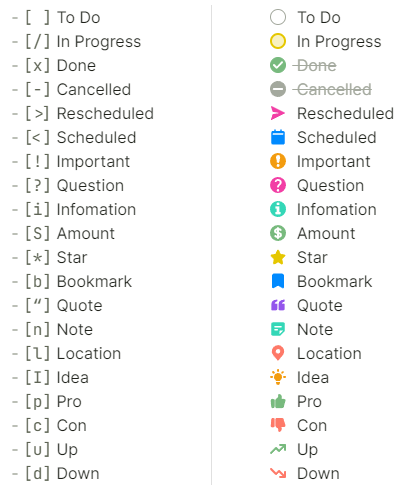 - [ ] To Do
- [/] In Progress
- [x] Done
- [-] Cancelled
- [>] Rescheduled
- [<] Scheduled
- [!] Important
- [?] Question
- [i] Infomation
- [S] Amount
- [*] Star
- [b] Bookmark
- [“] Quote
- [n] Note
- [l] Location
- [I] Idea
- [p] Pro
- [c] Con
- [u] Up
- [d] Down
To Do
In Progress
Done
Cancelled
Rescheduled
Scheduled
Important
Question
Infomation
Amount
Star
Bookmark
Quote
Note
Location
Idea
Pro
Con
Up
Down